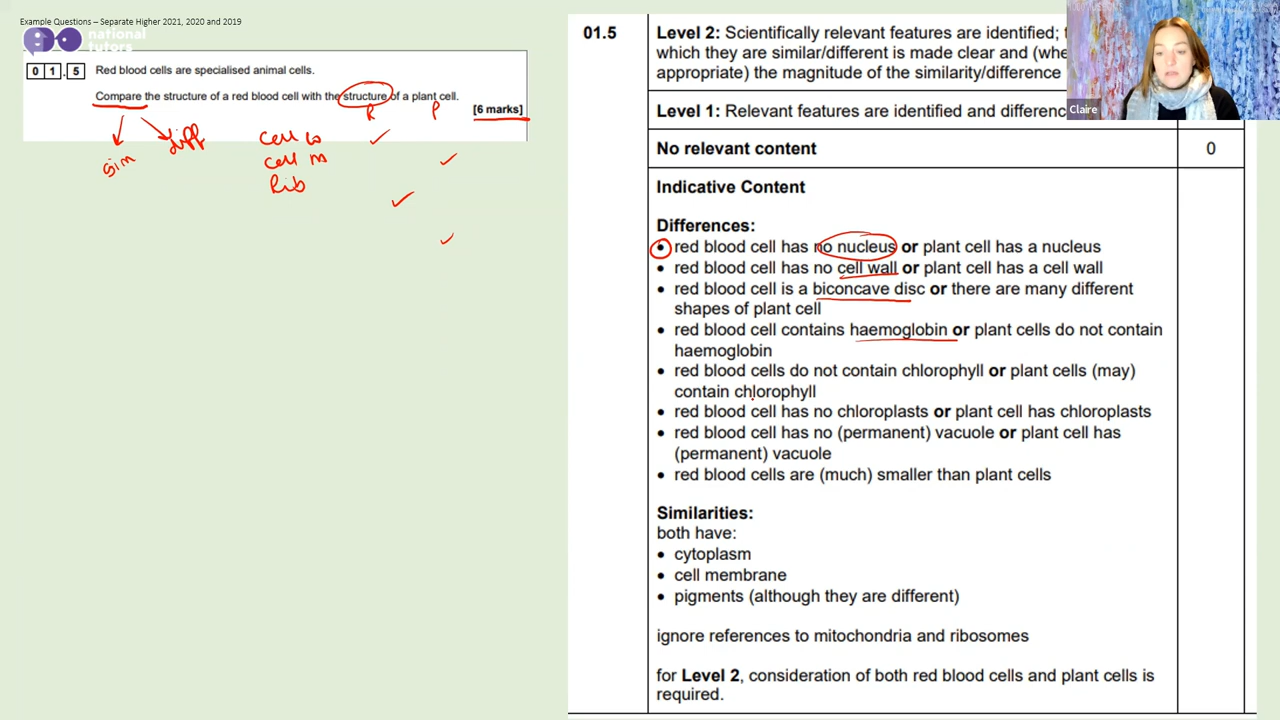 Example Questions – Separate Higher 2021, 2020 and 2019
national
tutors
0 1 . 5 Red blood cells are specialised animal cells.
Compare the structure of a red blood cell with the structure of a plant cell.
[6 marks]
R P
sim
diff
Cell w
Cell m
Rib
01.5
Level 2: Scientifically relevant features are identified;
which they are similar/different is made clear and (whe
appropriate) the magnitude of the similarity/difference
Level 1: Relevant features are identified and differenc
No relevant content 0
Indicative Content
Differences:
• red blood cell has no nucleus or plant cell has a nucleus
• red blood cell has no cell wall or plant cell has a cell wall
• red blood cell is a biconcave disc or there are many different
shapes of plant cell
• red blood cell contains haemoglobin or plant cells do not contain
haemoglobin
• red blood cells do not contain chlorophyll or plant cells (may)
contain chlorophyll
• red blood cell has no chloroplasts or plant cell has chloroplasts
• red blood cell has no (permanent) vacuole or plant cell has
(permanent) vacuole
• red blood cells are (much) smaller than plant cells
Similarities:
both have:
• cytoplasm
• cell membrane
• pigments (although they are different)
ignore references to mitochondria and ribosomes
for Level 2, consideration of both red blood cells and plant cells is
required.
Claire